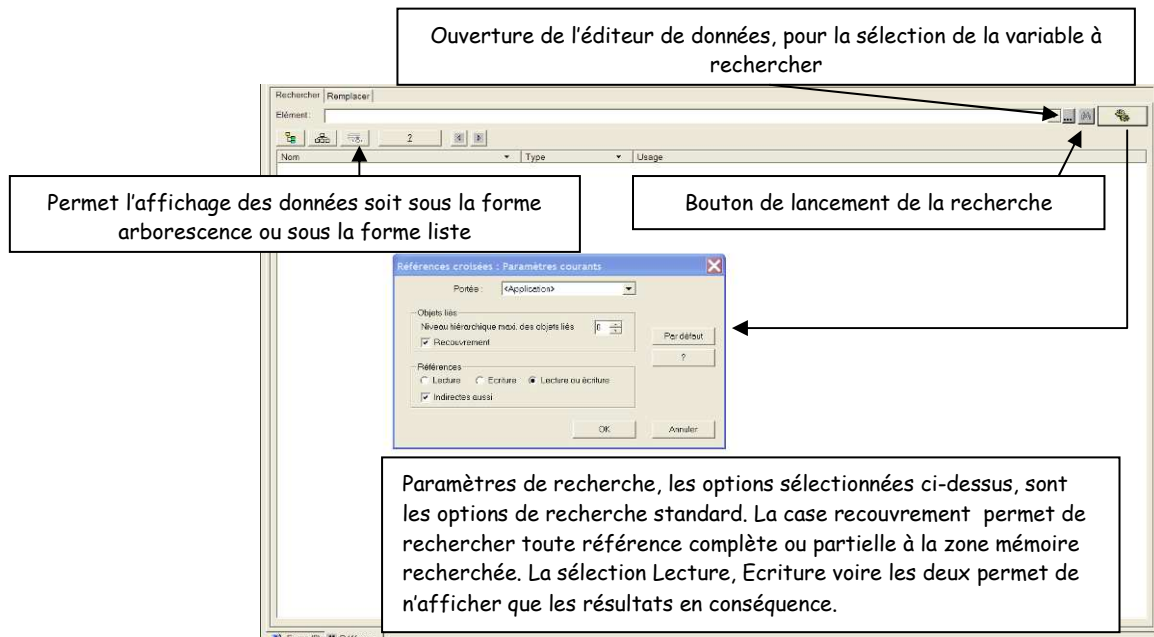 Ouverture de l'éditeur de données, pour la sélection de la variable à
rechercher
Rechercher Remplacer
Elément :
...
?
Nom Type Usage
Permet l'affichage des données soit sous la forme
arborescence ou sous la forme liste
Bouton de lancement de la recherche
Références croisées : Paramètres courants
Portée : <Application>
Objets liés
Niveau hiérarchique maxi. des objets liés 0
Recouvrement
Par défaut
?
Références
Lecture Ecriture Lecture ou écriture
Indirectes aussi
OK Annuler
Paramètres de recherche, les options sélectionnées ci-dessus, sont
les options de recherche standard. La case recouvrement permet de
rechercher toute référence complète ou partielle à la zone mémoire
recherchée. La sélection Lecture, Ecriture voire les deux permet de
n'afficher que les résultats en conséquence.